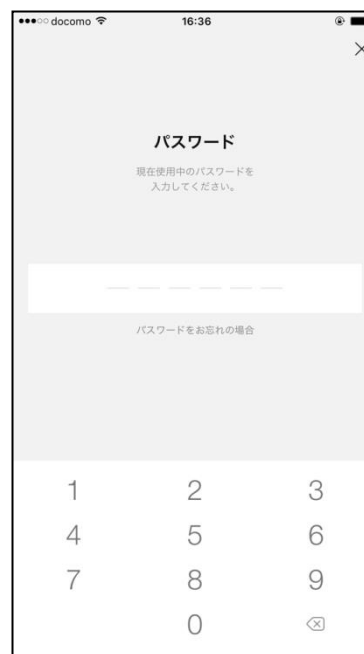 docomo 16:36
パスワード
現在使用中のパスワードを
入力してください。
パスワードをお忘れの場合
1 2 3
4 5 6
7 8 9
0